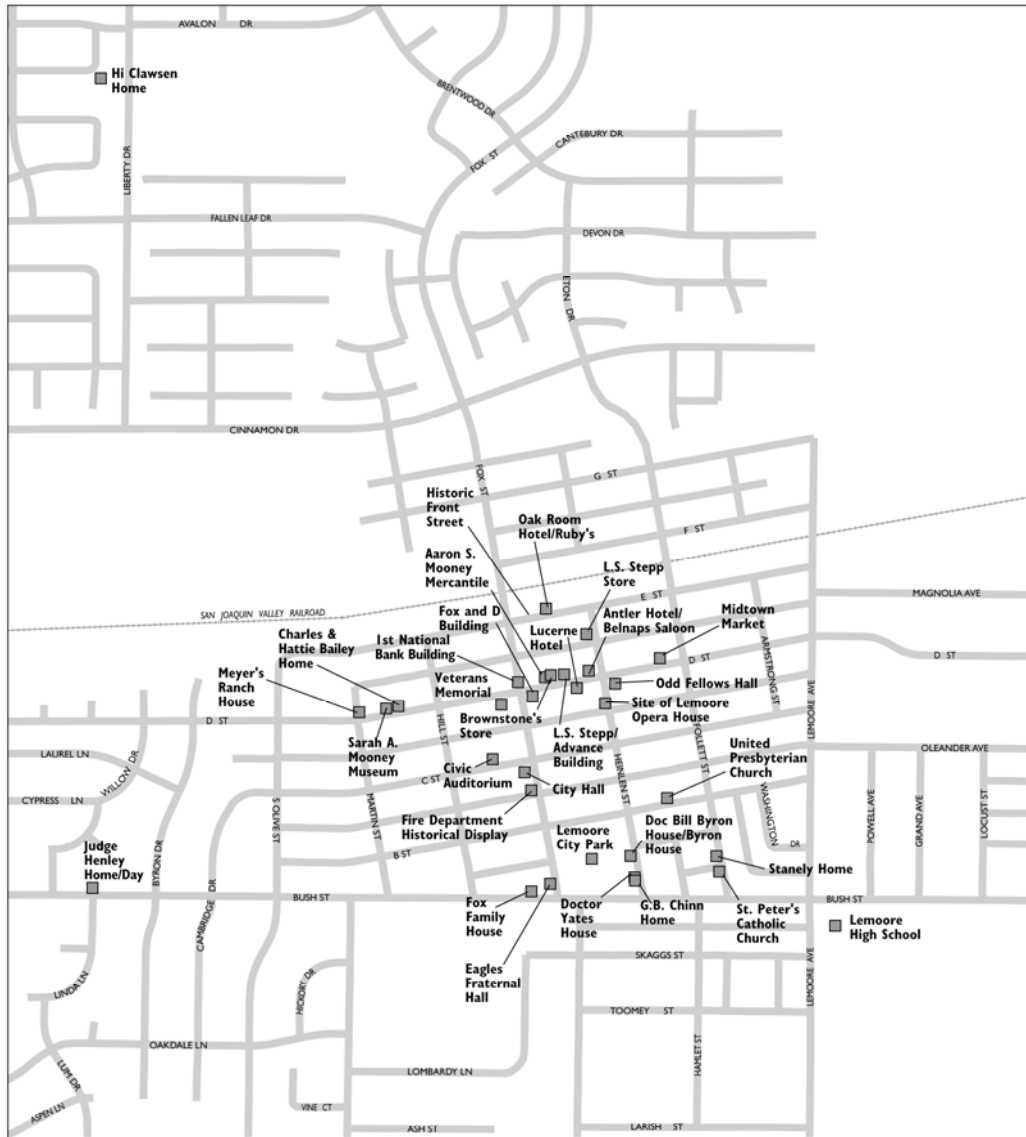 AVALON DR
Hi Clawsen
Home
BRENTWOOD DR
CANTEBURY DR
FOX ST
LIBERTY DR
FALLEN LEAF DR
DEVON DR
ETON DR
CINNAMON DR
G ST
FOX ST
Historic
Front
Street
Oak Room
Hotel/Ruby's
F ST
Aaron S.
Mooney
Mercantile
L.S. Stepp
Store
E ST
MAGNOLIA AVE
SAN JOAQUIN VALLEY RAILROAD
Fox and D
Building
Lucerne
Hotel
Antler Hotel/
Belnaps Saloon
Midtown
Market
Charles &
Hattie Bailey
Home
1st National
Bank Building
ARMSTRONG ST
D ST
D ST
Meyer's
Ranch
House
Veterans
Memorial
Odd Fellows Hall
LEMOORE AVE
Brownstone's
Store
Site of Lemoore
Opera House
D ST
L.S. Stepp/
Advance
Building
HILL ST
FOLLETT ST
Sarah A.
Mooney
Museum
United
Presbyterian
Church
OLEANDER AVE
LAUREL LN
WILLOW DR
Civic
Auditorium
C ST
HEINLEN ST
City Hall
CYPRESS LN
S OLIVE ST
MARTIN ST
WASHINGTON DR
POWELL AVE
GRAND AVE
LOCUST ST
Fire Department
Historical Display
Doc Bill Byron
House/Byron
House
Lemoore
City Park
Judge
Henley
Home/Day
BYRON DR
B ST
Stanely Home
CAMBRIDGE DR
BUSH ST
BUSH ST
Fox
Family
House
Doctor
Yates
House
G.B. Chinn
Home
St. Peter's
Catholic
Church
Lemoore
High School
Eagles
Fraternal
Hall
SKAGGS ST
LEMOORE AVE
LINDA LN
HICKORY DR
TOOMEY ST
OAKDALE LN
HAMLET ST
LUM DR
LOMBARDY LN
ASPEN LN
VINE CT
ASH ST
LARISH ST